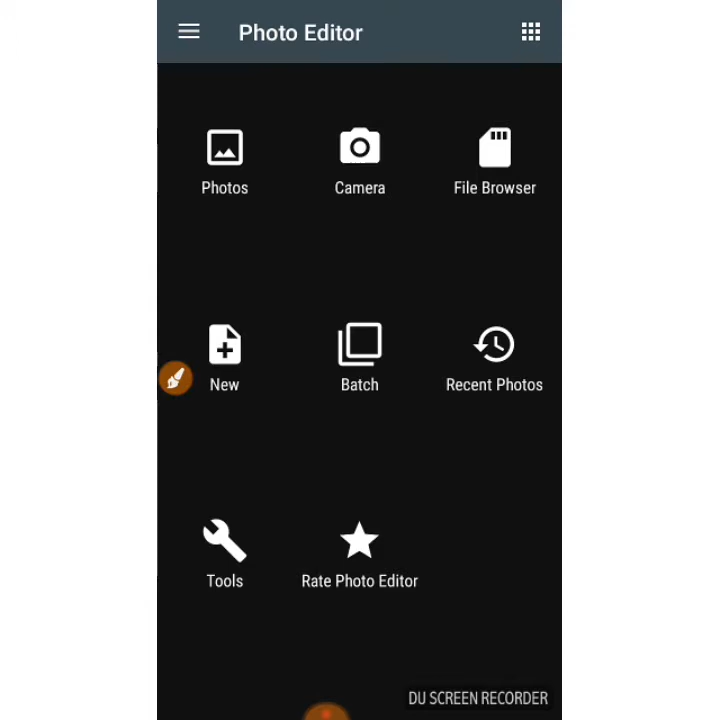 Photo Editor
Photos
Camera
File Browser
New
Batch
Recent Photos
Tools
Rate Photo Editor
DU SCREEN RECORDER